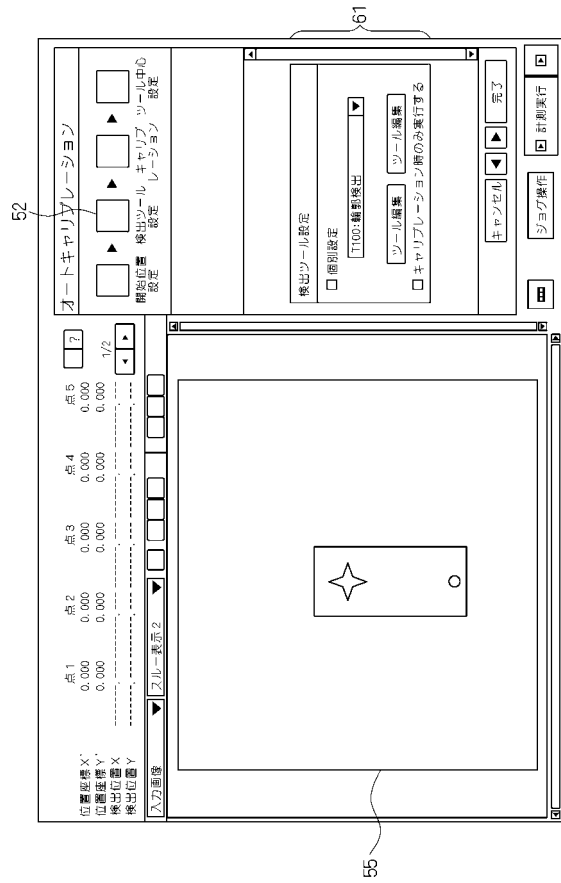 点1 点2 点3 点4 点5
位置座標X' 0.000 0.000 0.000 0.000 0.000
位置座標Y' 0.000 0.000 0.000 0.000 0.000
検出位置X ------.--- ------.--- ------.--- ------.--- ------.---
検出位置Y ------.--- ------.--- ------.--- ------.--- ------.---
?
1/2
入力画像
スルー表示2
55
オートキャリブレーション
52
開始位置設定
検出ツール設定
キャリブレーション
ツール中心設定
検出ツール設定
個別設定
T100:輪郭検出
ツール編集 ツール編集
キャリブレーション時のみ実行する
61
キャンセル
完了
ジョグ操作
計測実行